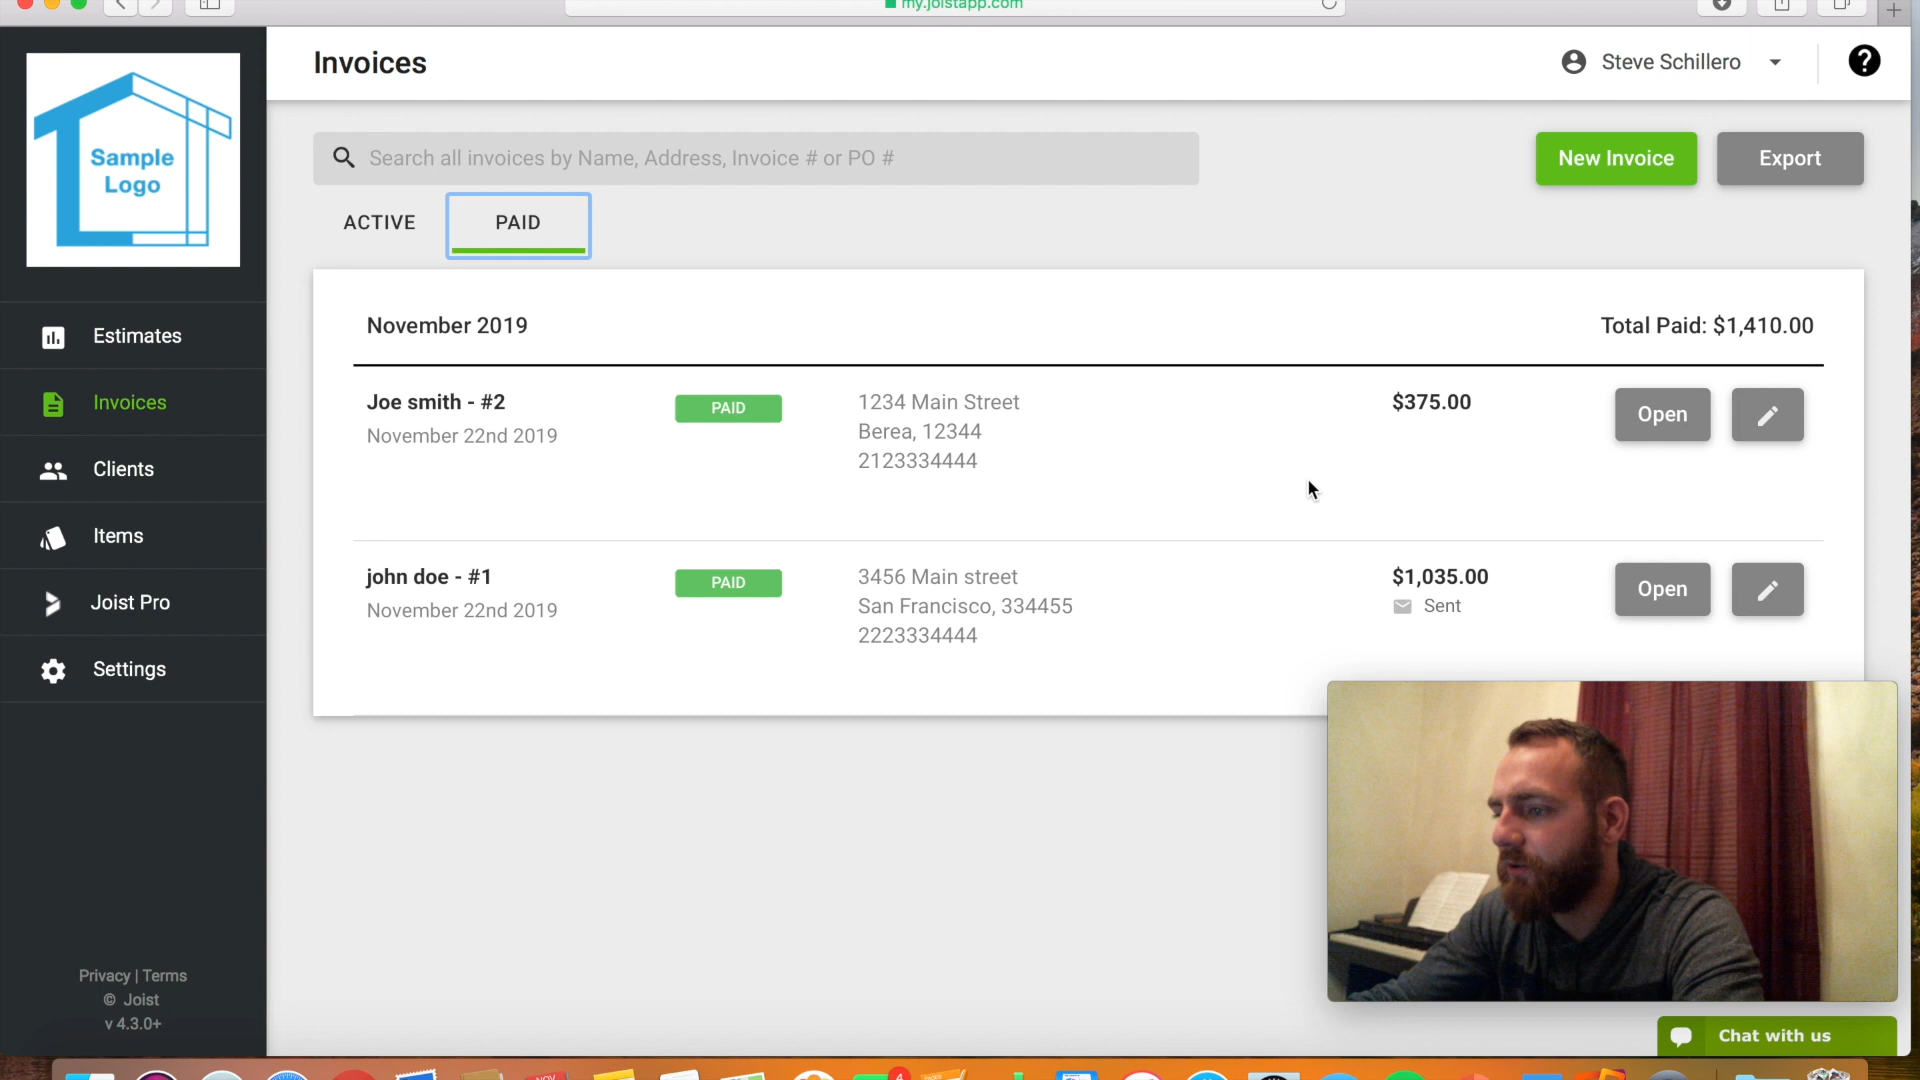 my.joistapp.com
Sample
Logo
Invoices
Steve Schillero
?
Search all invoices by Name, Address, Invoice # or PO #
New Invoice
Export
ACTIVE
PAID
Estimates
Invoices
Clients
Items
Joist Pro
Settings
November 2019
Total Paid: $1,410.00
Joe smith - #2
November 22nd 2019
PAID
1234 Main Street
Berea, 12344
2123334444
$375.00
Open
john doe - #1
November 22nd 2019
PAID
3456 Main street
San Francisco, 334455
2223334444
$1,035.00
Sent
Open
Privacy | Terms
© Joist
v 4.3.0+
Chat with us
NOV
4